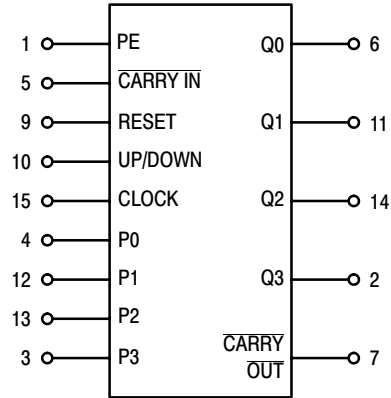 1 PE Q0 6
5 CARRY IN
9 RESET Q1 11
10 UP/DOWN
15 CLOCK Q2 14
4 P0
12 P1 Q3 2
13 P2
CARRY
3 P3 OUT 7